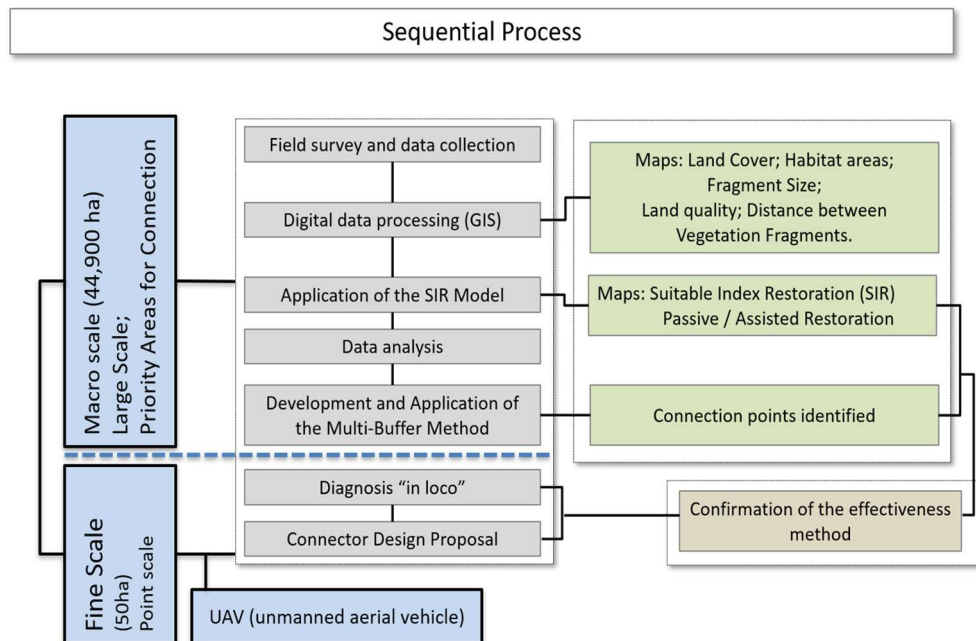 Sequential Process
Macro scale (44,900 ha)
Large Scale;
Priority Areas for Connection
Field survey and data collection
Digital data processing (GIS)
Application of the SIR Model
Data analysis
Development and Application of
the Multi-Buffer Method
Maps: Land Cover; Habitat areas;
Fragment Size;
Land quality; Distance between
Vegetation Fragments.
Maps: Suitable Index Restoration (SIR)
Passive / Assisted Restoration
Connection points identified
Fine Scale
(50ha)
Point scale
Diagnosis “in loco”
Connector Design Proposal
Confirmation of the effectiveness
method
UAV (unmanned aerial vehicle)